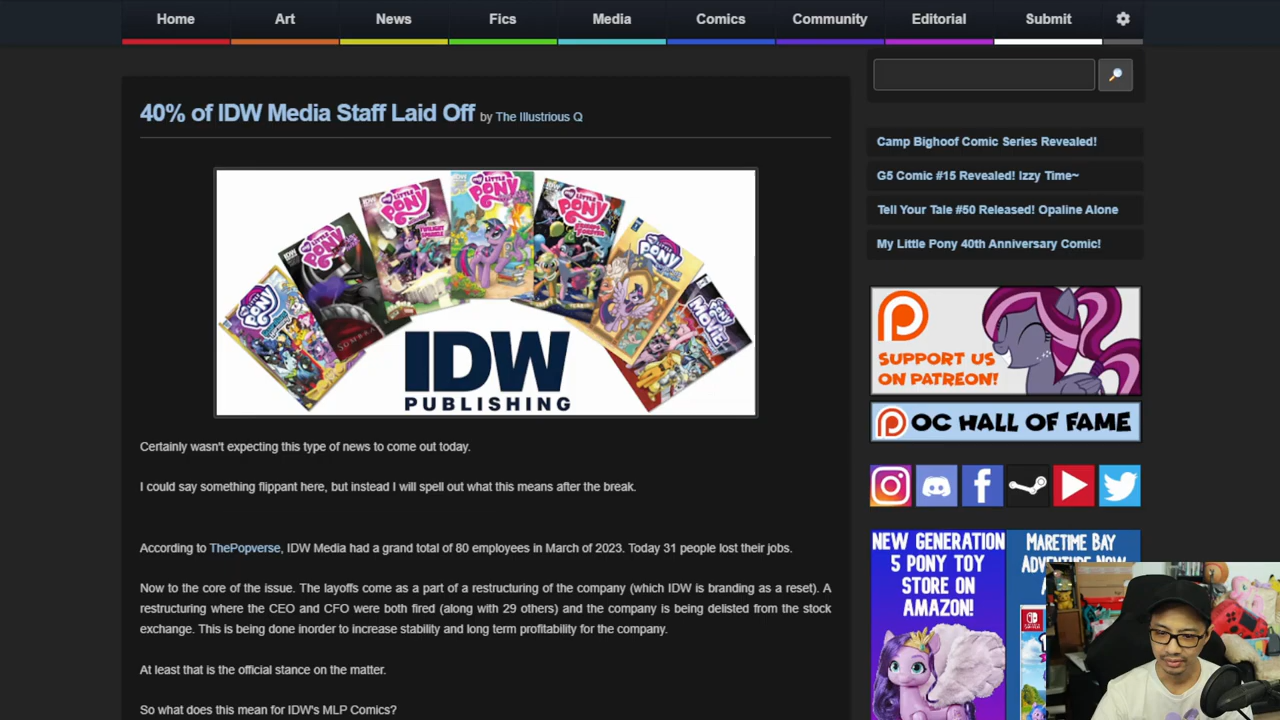 Home Art News Fics Media Comics Community Editorial Submit
40% of IDW Media Staff Laid Off by The Illustrious Q
IDW
PUBLISHING
Certainly wasn't expecting this type of news to come out today.
I could say something flippant here, but instead I will spell out what this means after the break.
According to ThePopverse, IDW Media had a grand total of 80 employees in March of 2023. Today 31 people lost their jobs.
Now to the core of the issue. The layoffs come as a part of a restructuring of the company (which IDW is branding as a reset). A
restructuring where the CEO and CFO were both fired (along with 29 others) and the company is being delisted from the stock
exchange. This is being done inorder to increase stability and long term profitability for the company.
At least that is the official stance on the matter.
So what does this mean for IDW's MLP Comics?
Camp Bighoof Comic Series Revealed!
G5 Comic #15 Revealed! Izzy Time~
Tell Your Tale #50 Released! Opaline Alone
My Little Pony 40th Anniversary Comic!
SUPPORT US
ON PATREON!
OC HALL OF FAME
NEW GENERATION
5 PONY TOY
STORE ON
AMAZON!
MARETIME BAY
ADVENTURE NOW